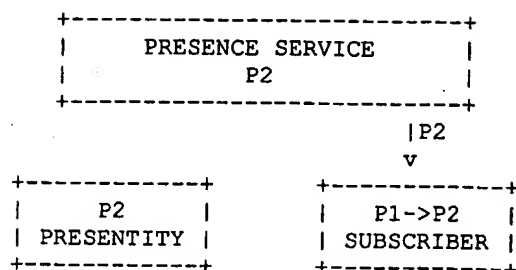 +---------------------------+
| PRESENCE SERVICE |
| P2 |
+---------------------------+
|P2
v
+------------+ +------------+
| P2 | | P1->P2 |
| PRESENTITY | | SUBSCRIBER |
+------------+ +------------+